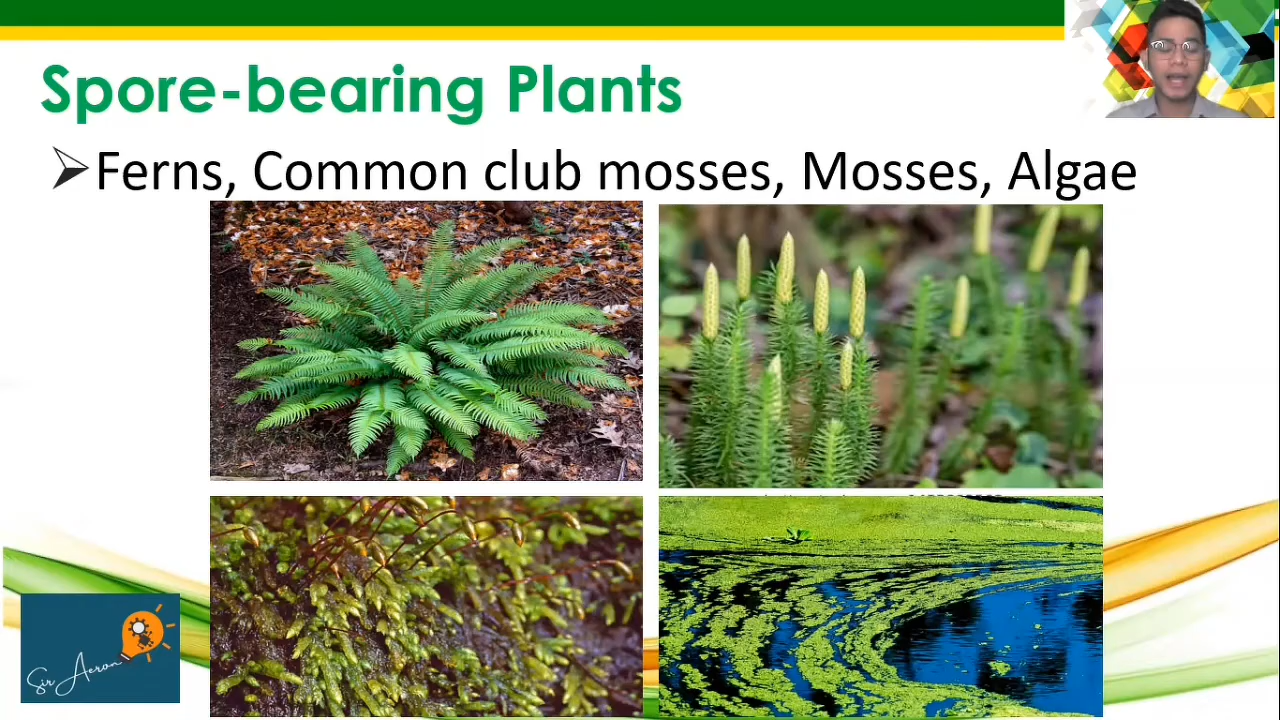 Spore-bearing Plants
Ferns, Common club mosses, Mosses, Algae
Sir Aeron